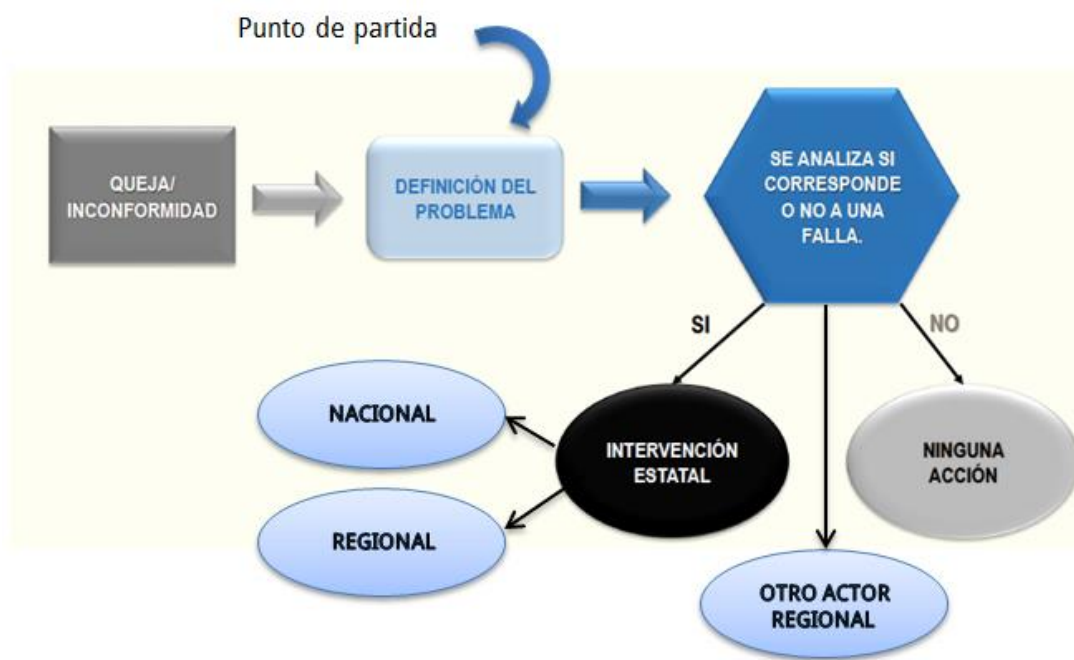 Punto de partida
QUEJA/
INCONFORMIDAD
DEFINICIÓN DEL
PROBLEMA
SE ANALIZA SI
CORRESPONDE
O NO A UNA
FALLA.
SI
NO
NACIONAL
INTERVENCIÓN
ESTATAL
NINGUNA
ACCIÓN
REGIONAL
OTRO ACTOR
REGIONAL